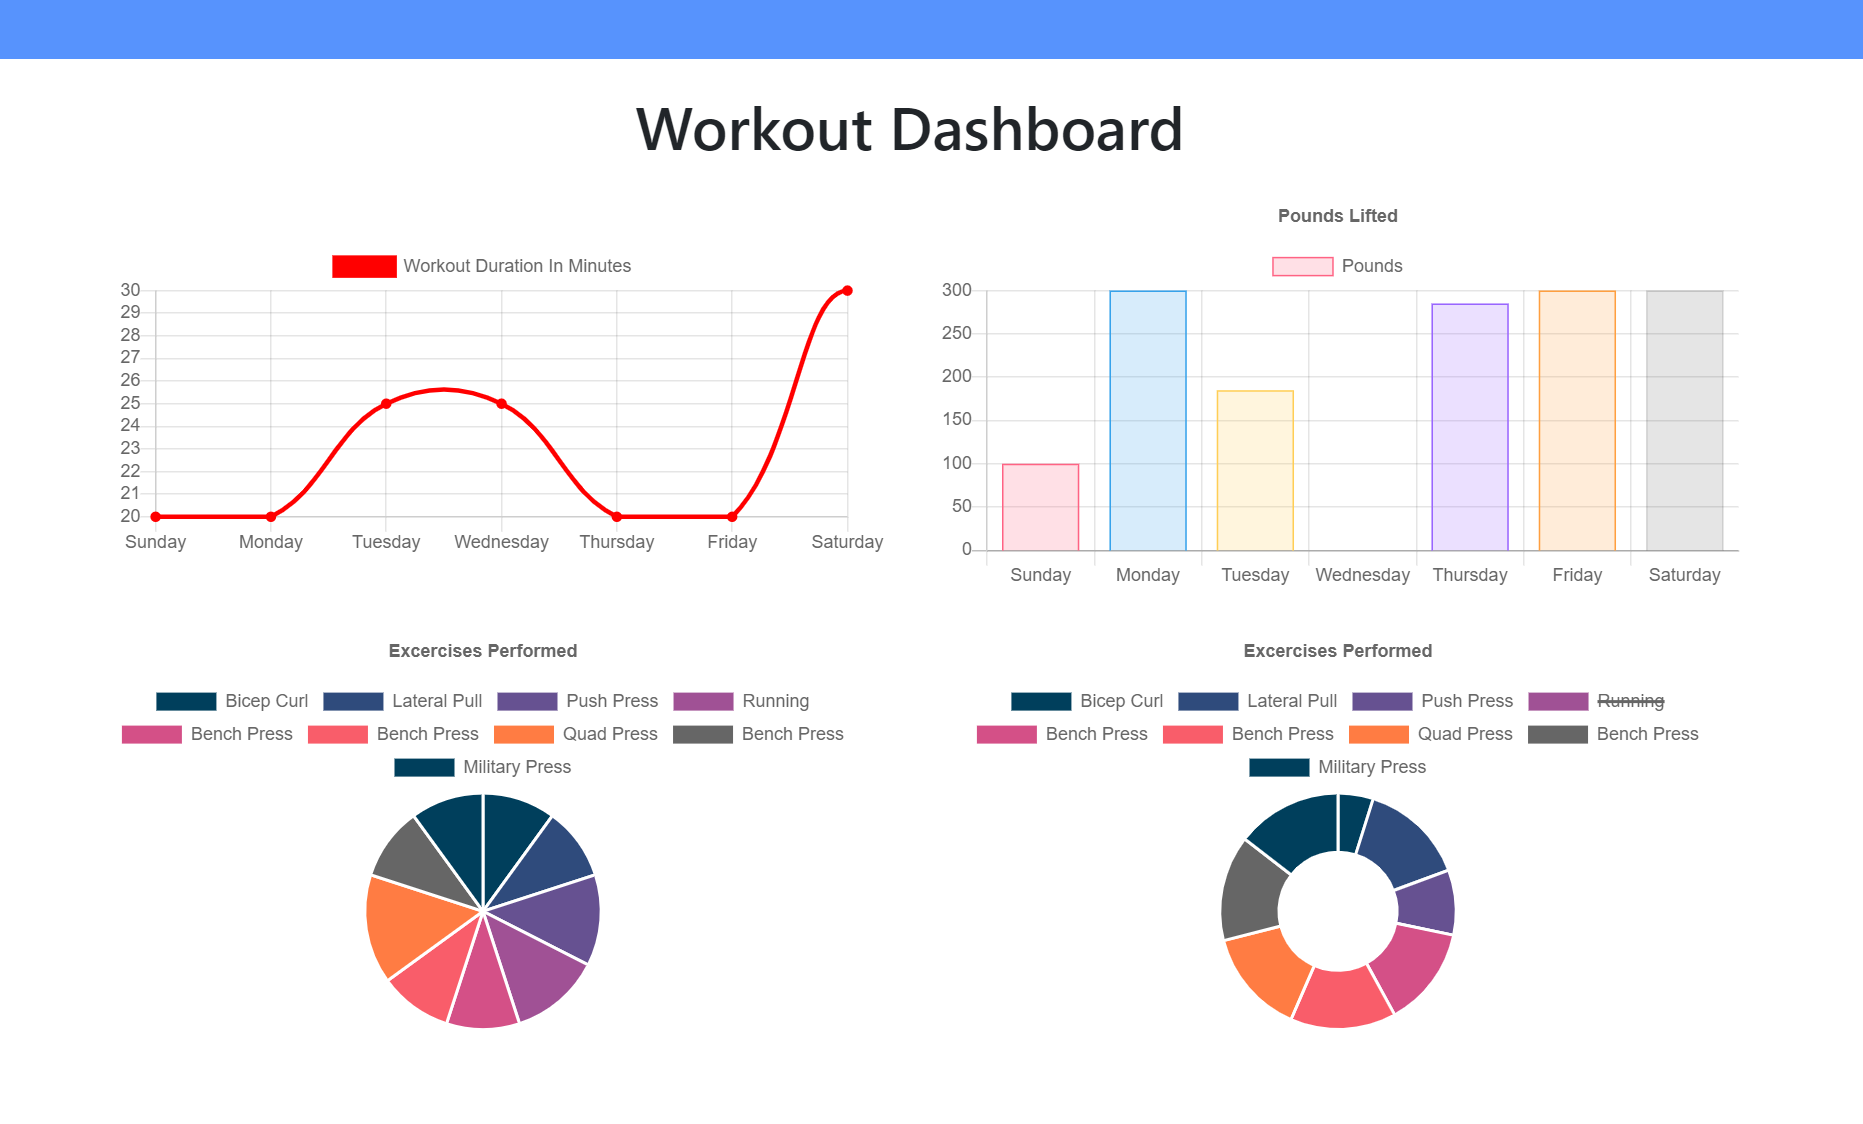 Workout Dashboard
Workout Duration In Minutes
30
29
28
27
26
25
24
23
22
21
20
Sunday Monday Tuesday Wednesday Thursday Friday Saturday
Pounds Lifted
Pounds
300
250
200
150
100
50
0
Sunday Monday Tuesday Wednesday Thursday Friday Saturday
Excercises Performed
Bicep Curl Lateral Pull Push Press Running
Bench Press Bench Press Quad Press Bench Press
Military Press
Excercises Performed
Bicep Curl Lateral Pull Push Press Running
Bench Press Bench Press Quad Press Bench Press
Military Press